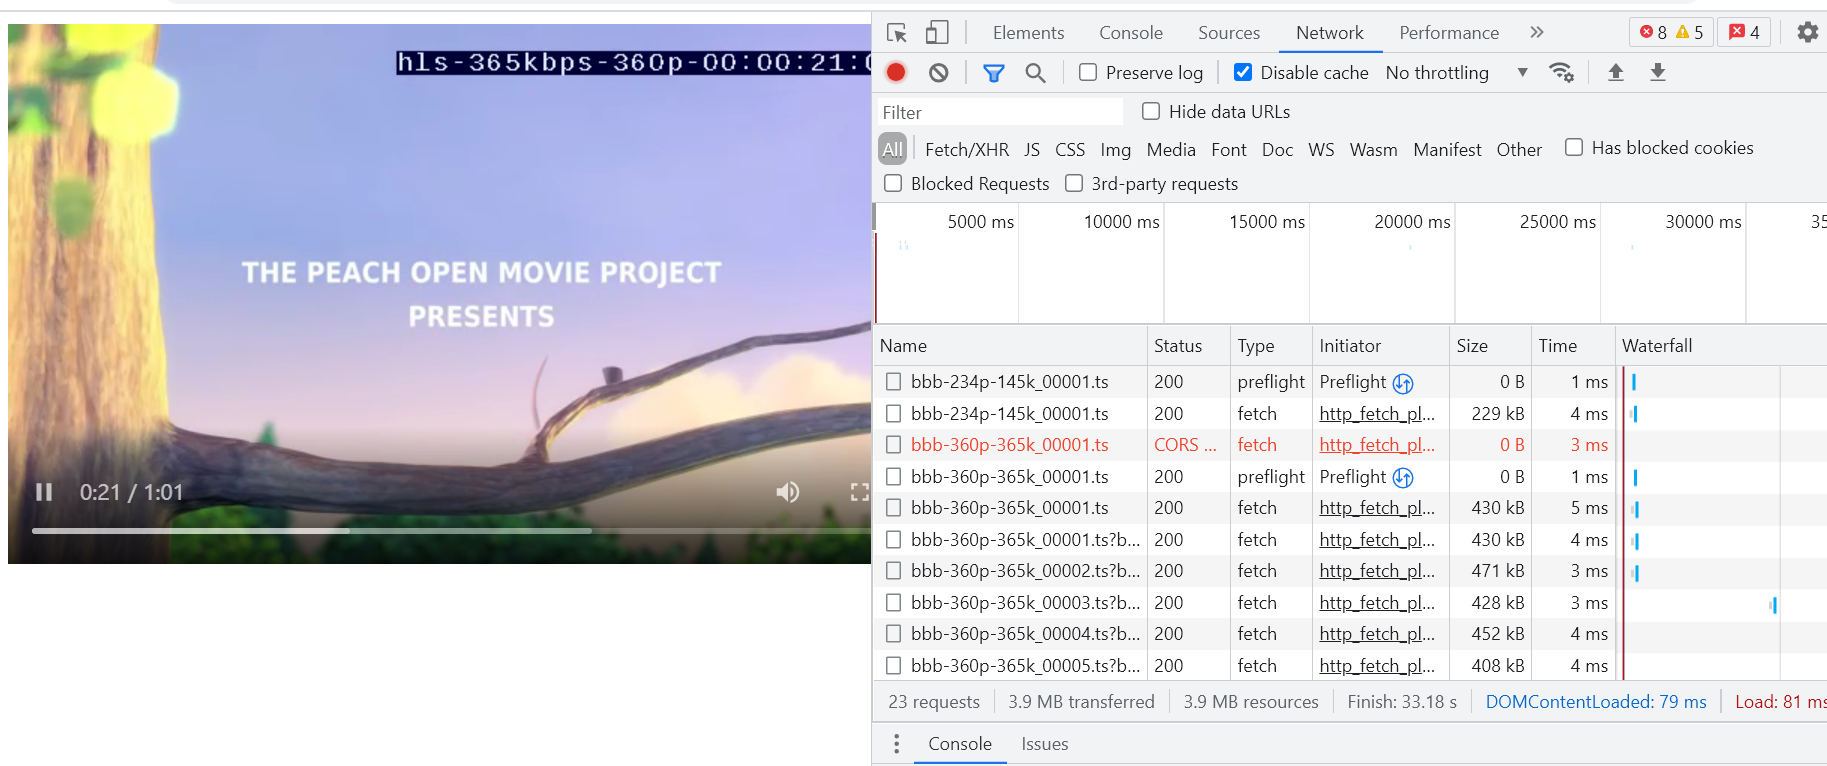 hls-365kbps-360p-00:00:21:0
THE PEACH OPEN MOVIE PROJECT
PRESENTS
0:21 / 1:01
Elements Console Sources Network Performance 8 5 4
Preserve log Disable cache No throttling
Filter Hide data URLs
All Fetch/XHR JS CSS Img Media Font Doc WS Wasm Manifest Other Has blocked cookies
Blocked Requests 3rd-party requests
5000 ms 10000 ms 15000 ms 20000 ms 25000 ms 30000 ms 35
Name Status Type Initiator Size Time Waterfall
bbb-234p-145k_00001.ts 200 preflight Preflight 0 B 1 ms
bbb-234p-145k_00001.ts 200 fetch http_fetch_pl... 229 kB 4 ms
bbb-360p-365k_00001.ts CORS ... fetch http_fetch_pl... 0 B 3 ms
bbb-360p-365k_00001.ts 200 preflight Preflight 0 B 1 ms
bbb-360p-365k_00001.ts 200 fetch http_fetch_pl... 430 kB 5 ms
bbb-360p-365k_00001.ts?b... 200 fetch http_fetch_pl... 430 kB 4 ms
bbb-360p-365k_00002.ts?b... 200 fetch http_fetch_pl... 471 kB 3 ms
bbb-360p-365k_00003.ts?b... 200 fetch http_fetch_pl... 428 kB 3 ms
bbb-360p-365k_00004.ts?b... 200 fetch http_fetch_pl... 452 kB 4 ms
bbb-360p-365k_00005.ts?b... 200 fetch http_fetch_pl... 408 kB 4 ms
23 requests 3.9 MB transferred 3.9 MB resources Finish: 33.18 s DOMContentLoaded: 79 ms Load: 81 ms
Console Issues